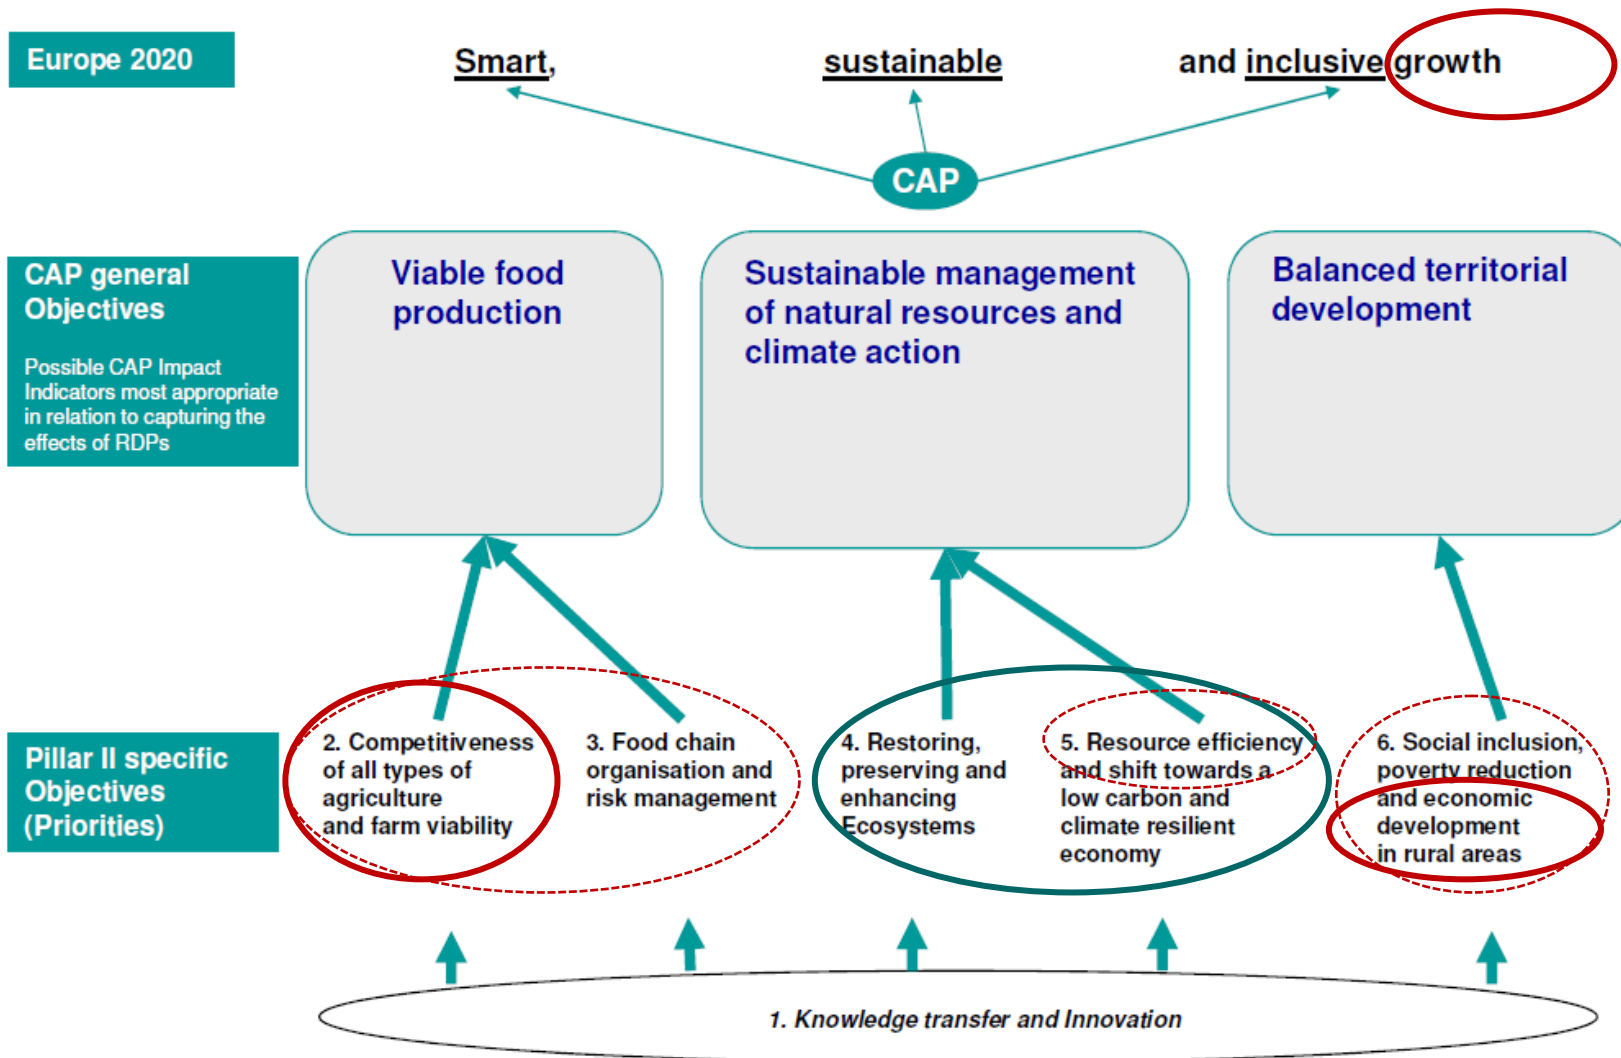 Europe 2020
Smart,
sustainable
and inclusive growth
CAP
CAP general
Objectives
Possible CAP Impact
Indicators most appropriate
in relation to capturing the
effects of RDPs
Viable food
production
Sustainable management
of natural resources and
climate action
Balanced territorial
development
Pillar II specific
Objectives
(Priorities)
2. Competitiveness
of all types of
agriculture
and farm viability
3. Food chain
organisation and
risk management
4. Restoring,
preserving and
enhancing
Ecosystems
5. Resource efficiency
and shift towards a
low carbon and
climate resilient
economy
6. Social inclusion,
poverty reduction
and economic
development
in rural areas
1. Knowledge transfer and Innovation